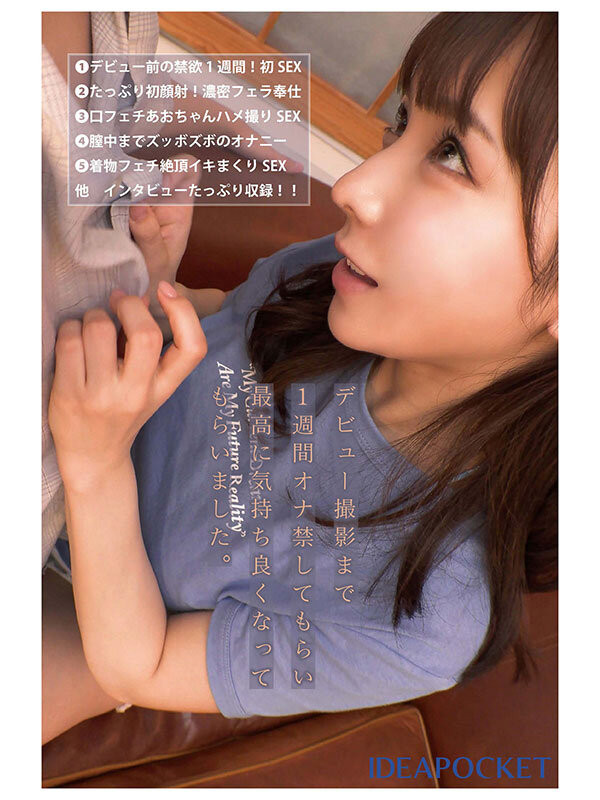 ❶デビュー前の禁欲1週間!初SEX
❷たっぷり初顔射!濃密フェラ奉仕
❸口フェチあおちゃんハメ撮りSEX
❹膣中までズッボズボのオナニー
❺着物フェチ絶頂イキまくりSEX
他　インタビューたっぷり収録!!
デビュー撮影まで
1週間オナ禁してもらい
最高に気持ち良くなって
もらいました。
Are My Future Reality"
IDEAPOCKET